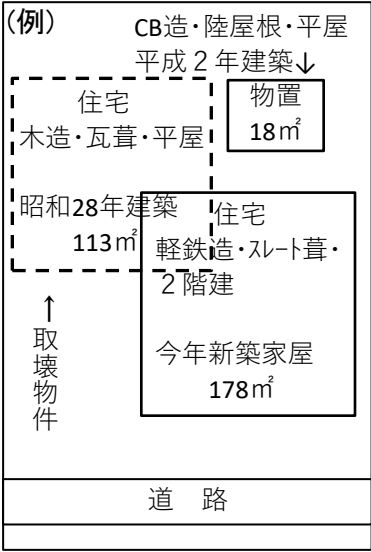 (例)
CB造・陸屋根・平屋
平成２年建築↓
物置
18㎡
住宅
木造・瓦葺・平屋
昭和28年建築
113㎡
住宅
軽鉄造・ｽﾚｰﾄ葺・
２階建
今年新築家屋
178㎡
↑
取壊物件
道　路